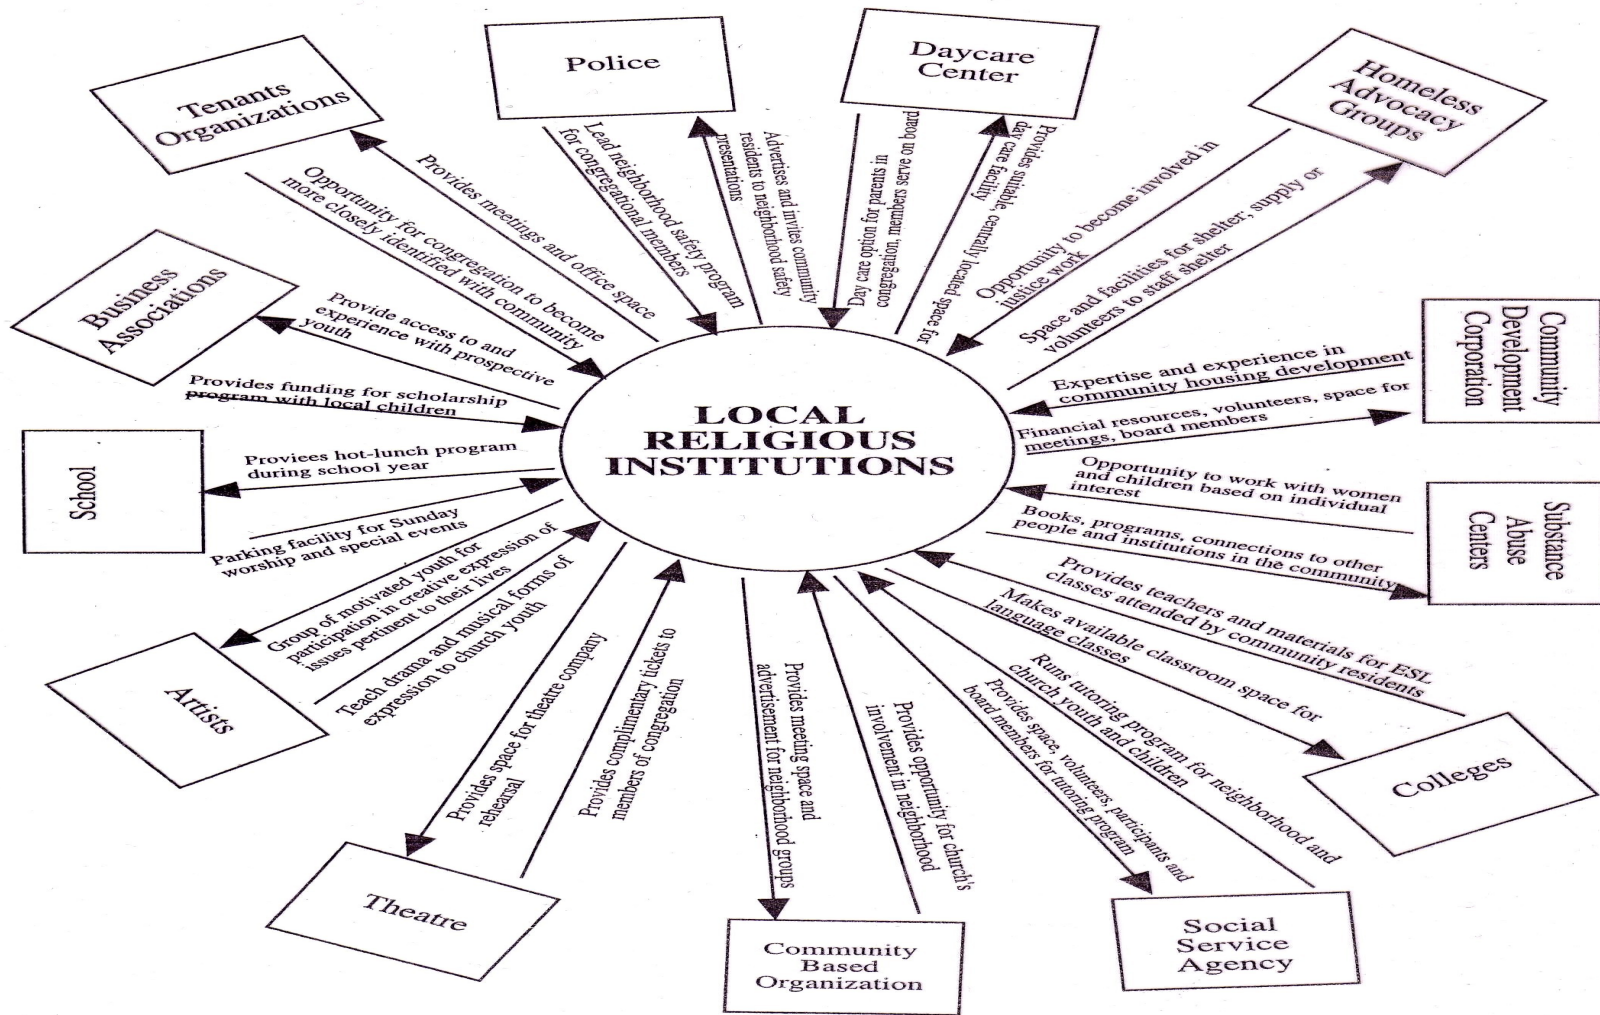 Tenants
Organizations
Police
Daycare
Center
Homeless
Advocacy
Groups
Provides meetings and office space
Opportunity for congregation to become
more closely identified with community
Lead neighborhood safety program
for congregational members
Advertises and invites community
residents to neighborhood safety
presentations
Day care option for parents in
congregation, members serve on board
Provides suitable, centrally located space for
day care facility
Opportunity to become involved in
justice work
Space and facilities for shelter, supply or
volunteers to staff shelter
Business
Associations
Provide access to and
experience with prospective
youth
Provides funding for scholarship
program with local children
LOCAL
RELIGIOUS
INSTITUTIONS
Expertise and experience in
community housing development
Financial resources, volunteers, space for
meetings, board members
Community
Development
Corporation
School
Proviees hot-lunch program
during school year
Parking facility for Sunday
worship and special events
Opportunity to work with women
and children based on individual
interest
Books, programs, connections to other
people and institutions in the community
Substance
Abuse
Centers
Artists
Group of motivated youth for
participation in creative expression of
issues pertinent to their lives
Teach drama and musical forms of
expression to church youth
Provides teachers and materials for ESL
classes attended by community residents
Makes available classroom space for
language classes
Colleges
Theatre
Provides space for theatre company
rehearsal
Provides complimentary tickets to
members of congregation
Provides meeting space and
advertisement for neighborhood groups
Provides opportunity for church's
involvement in neighborhood
Community
Based
Organization
Runs tutoring program for neighborhood and
church youth and children
Provides space, volunteers, participants and
board members for tutoring program
Social
Service
Agency